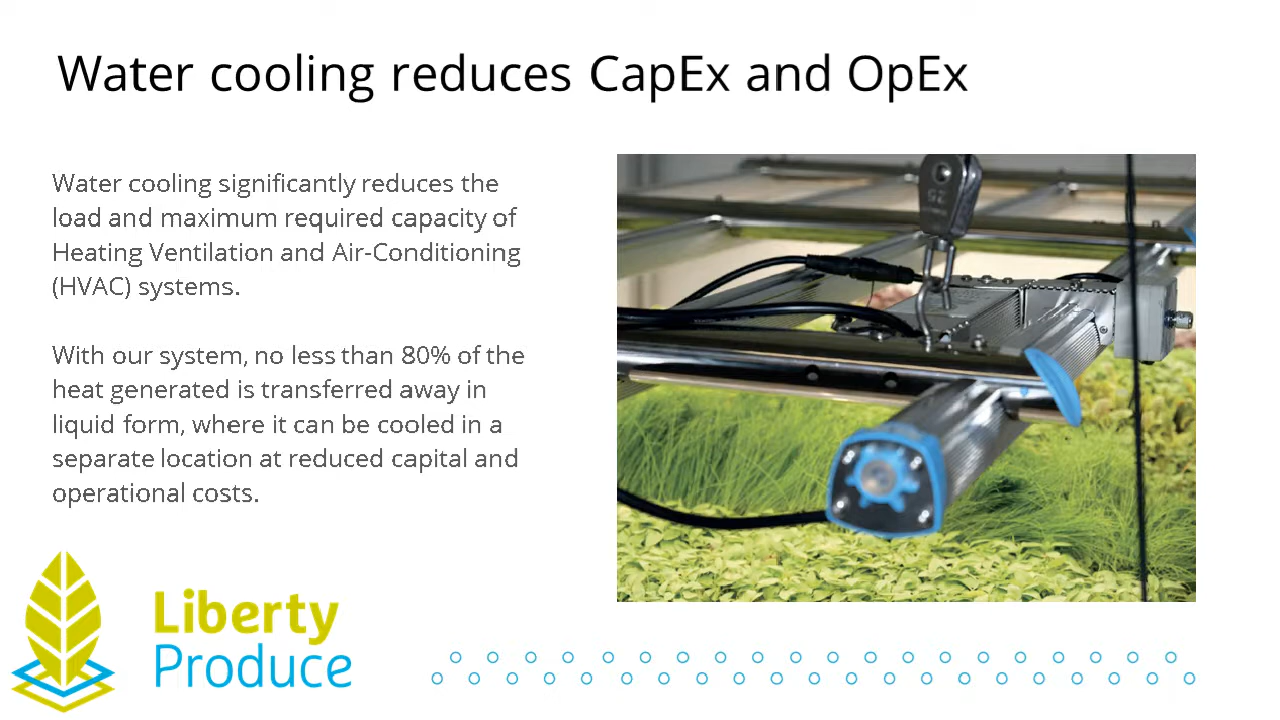 Water cooling reduces CapEx and OpEx
Water cooling significantly reduces the
load and maximum required capacity of
Heating Ventilation and Air-Conditioning
(HVAC) systems.
With our system, no less than 80% of the
heat generated is transferred away in
liquid form, where it can be cooled in a
separate location at reduced capital and
operational costs.
Liberty
Produce